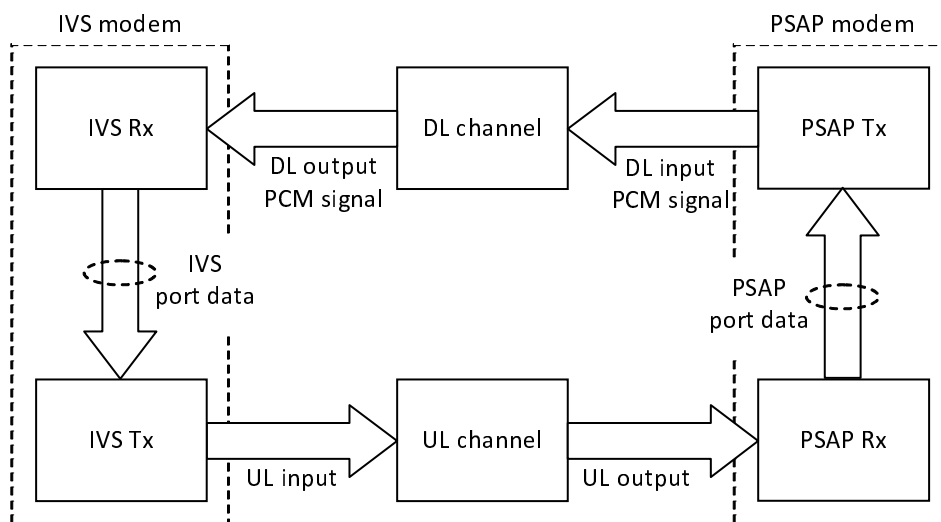 IVS modem
PSAP modem
IVS Rx
DL channel
PSAP Tx
DL output
PCM signal
DL input
PCM signal
IVS
port data
PSAP
port data
IVS Tx
UL channel
PSAP Rx
UL input
UL output